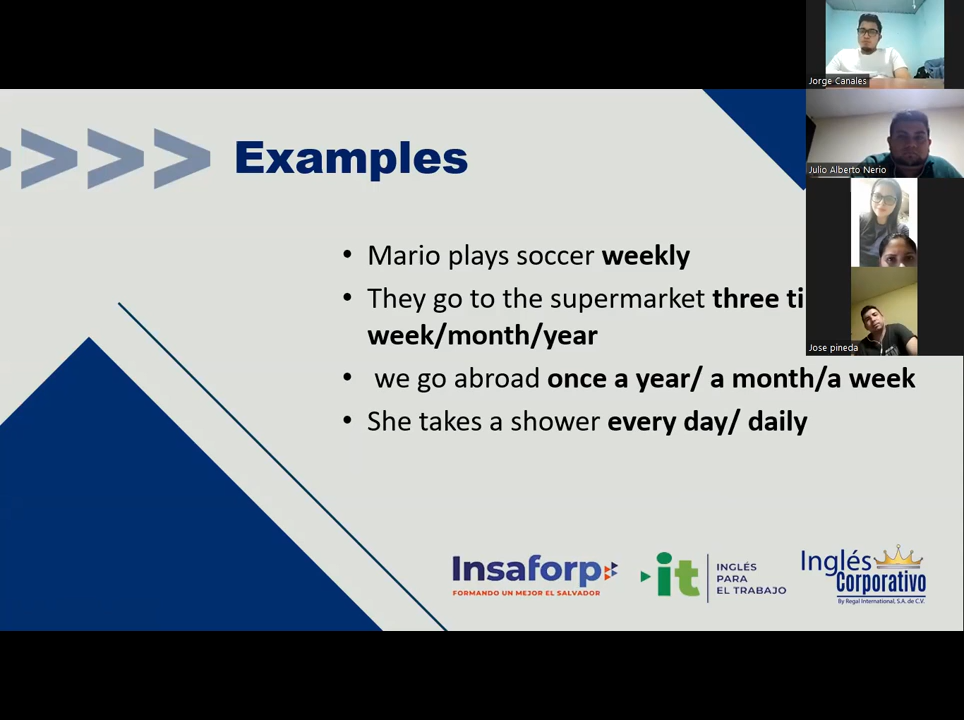 Jorge Canales
Julio Alberto Nerio
Jose pineda
Examples
• Mario plays soccer weekly
• They go to the supermarket three
week/month/year
• we go abroad once a year/ a month/a week
• She takes a shower every day/ daily
Insaforp
FORMANDO UN MEJOR EL SALVADOR
it
INGLÉS
PARA
EL TRABAJO
Inglés
Corporativo
By Regal International, S.A. de C.V.